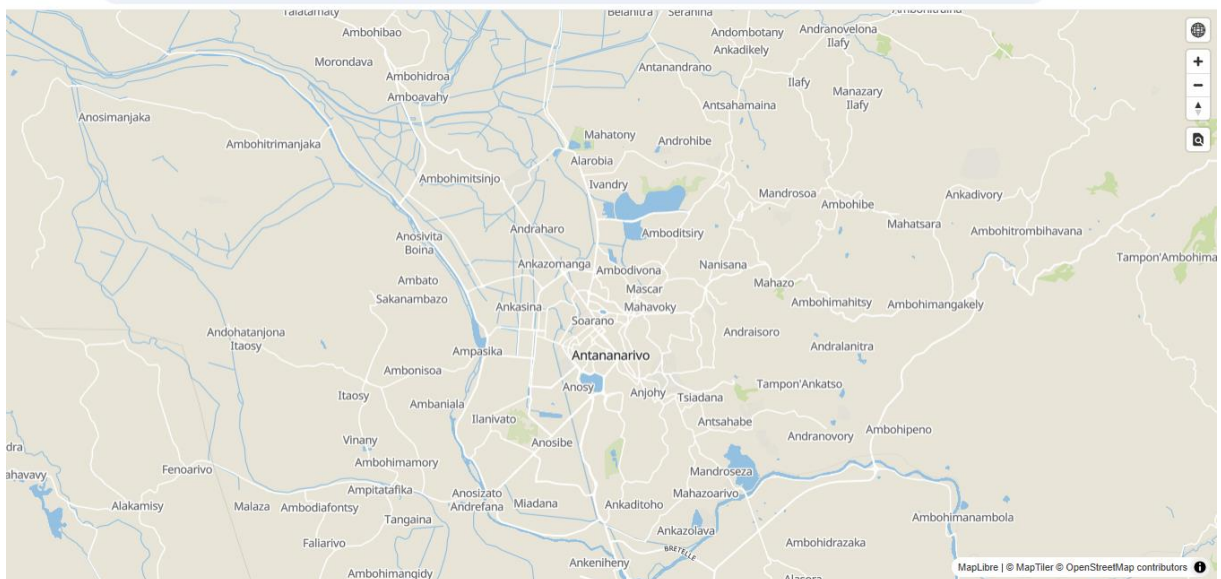 Ambohibao
Andombotany
Andranovelona
Ilafy
Ankadikely
Morondava
Ambohidroa
Antanandrano
Ilafy
Manazary
Ilafy
Amboavahy
Antsahamaina
Anosimanjaka
Mahatony
Androhibe
Ambohitrimanjaka
Alarobia
Ambohimitsinjo
Ivandry
Mandrosoa
Ankadivory
Ambohibe
Mahatsara
Andraharo
Amboditsiry
Ambohitrombihavana
Anosivita
Boina
Tampon'Ambohima
Ankazomanga
Ambodivona
Nanisana
Ambato
Mahazo
Mascar
Sakanambazo
Ankasina
Mahavoky
Ambohimahitsy
Ambohimangakely
Soarano
Andohatanjona
Itaosy
Andraisoro
Andralanitra
Ampasika
Antananarivo
Ambonisoa
Anosy
Anjohy
Tampon'Ankatso
Itaosy
Tsiadana
Ambaniala
Ilanivato
Antsahabe
Vinany
Anosibe
Andranovory
Ambohipeno
dra
Ambohimamory
Fenoarivo
Mandroseza
ahavavy
Ampitatafika
Anosizato
Andrefana
Mahazoarivo
Alakamisy
Malaza
Ambodiafontsy
Miadana
Ankaditoho
Tangaina
Ambohimanambola
Ankazolava
Faliarivo
Ambohidrazaka
BRETELLE
Ankeniheny
Ambohimangidy
MapLibre | © MapTiler © OpenStreetMap contributors